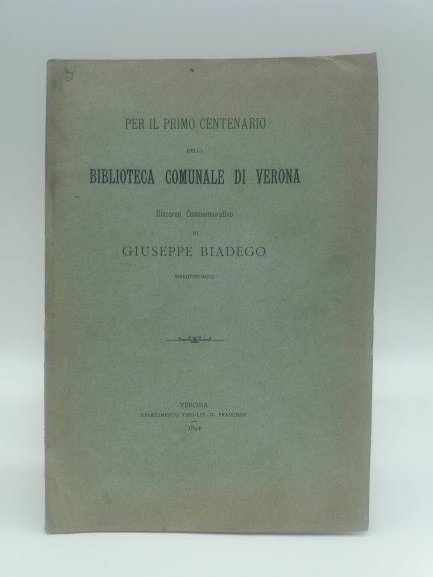 PER IL PRIMO CENTENARIO
DELLA
BIBLIOTECA COMUNALE DI VERONA
Discorso Commemorativo
DI
GIUSEPPE BIADEGO
BIBLIOTECARIO
VERONA
STABILIMENTO TIPO-LIT. G. FRANCHINI
1892